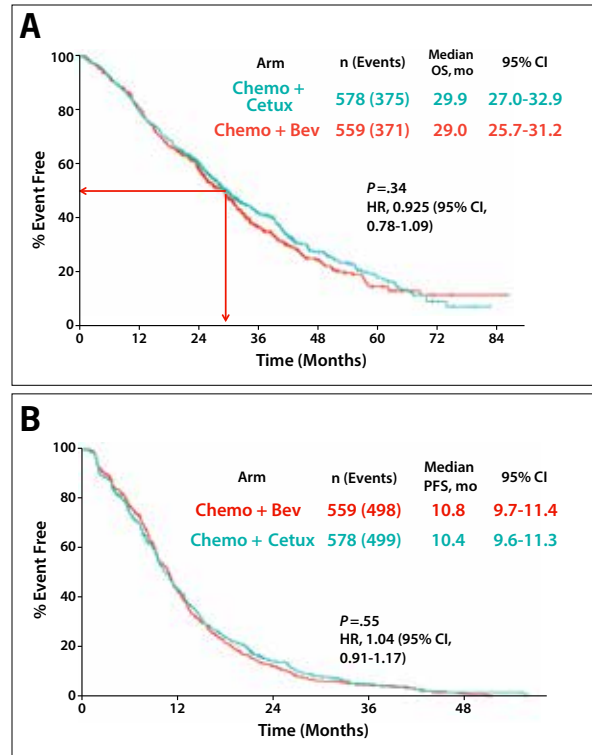 A
Arm n (Events) Median OS, mo 95% CI
Chemo + Cetux 578 (375) 29.9 27.0-32.9
Chemo + Bev 559 (371) 29.0 25.7-31.2
P=.34
HR, 0.925 (95% CI,
0.78-1.09)
% Event Free
100
80
60
40
20
0
0 12 24 36 48 60 72 84
Time (Months)
B
Arm n (Events) Median PFS, mo 95% CI
Chemo + Bev 559 (498) 10.8 9.7-11.4
Chemo + Cetux 578 (499) 10.4 9.6-11.3
P=.55
HR, 1.04 (95% CI,
0.91-1.17)
% Event Free
100
80
60
40
20
0
0 12 24 36 48
Time (Months)